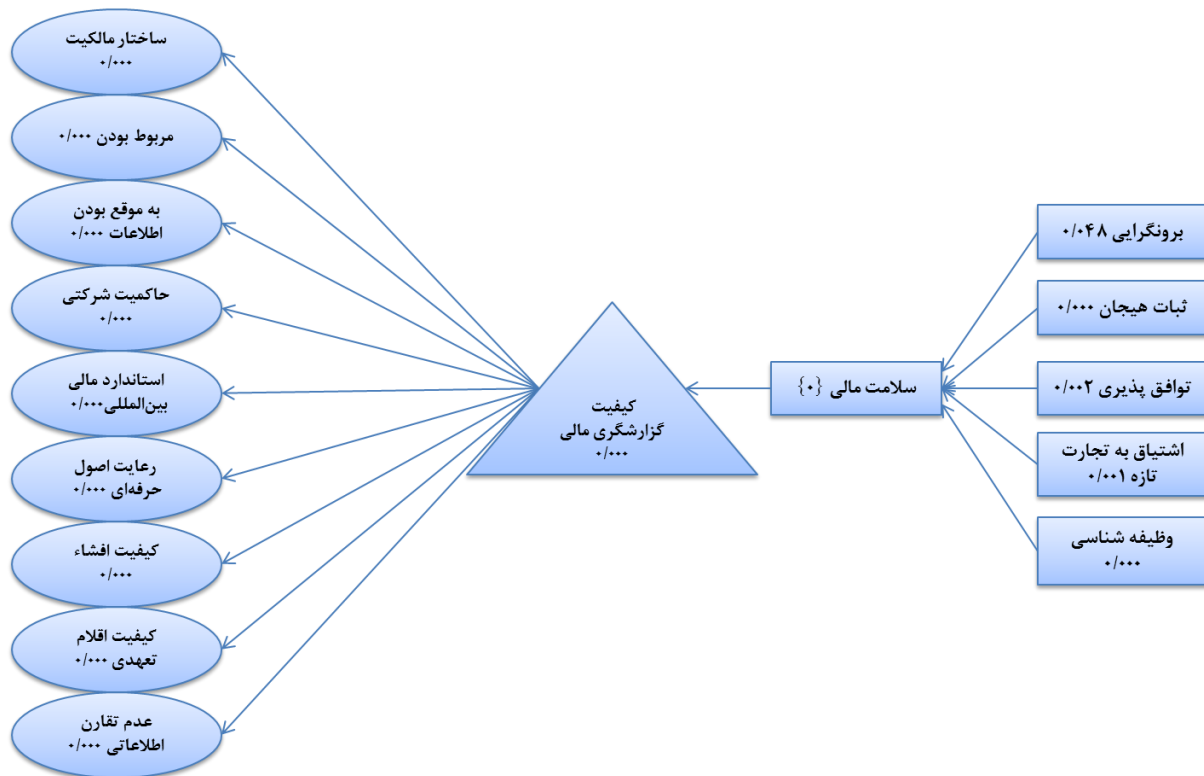 برونگرایی ۰/۰۴۸
ثبات هیجان ۰/۰۰۰
توافق پذیری ۰/۰۰۲
اشتیاق به تجارت
تازه ۰/۰۰۱
وظیفه شناسی
۰/۰۰۰
سلامت مالی {۰}
کیفیت
گزارشگری مالی
۰/۰۰۰
ساختار مالکیت
۰/۰۰۰
مربوط بودن ۰/۰۰۰
به موقع بودن
اطلاعات ۰/۰۰۰
حاکمیت شرکتی
۰/۰۰۰
استاندارد مالی
بین‌المللی۰/۰۰۰
رعایت اصول
حرفه‌ای ۰/۰۰۰
کیفیت افشاء
۰/۰۰۰
کیفیت اقلام
تعهدی ۰/۰۰۰
عدم تقارن
اطلاعاتی ۰/۰۰۰